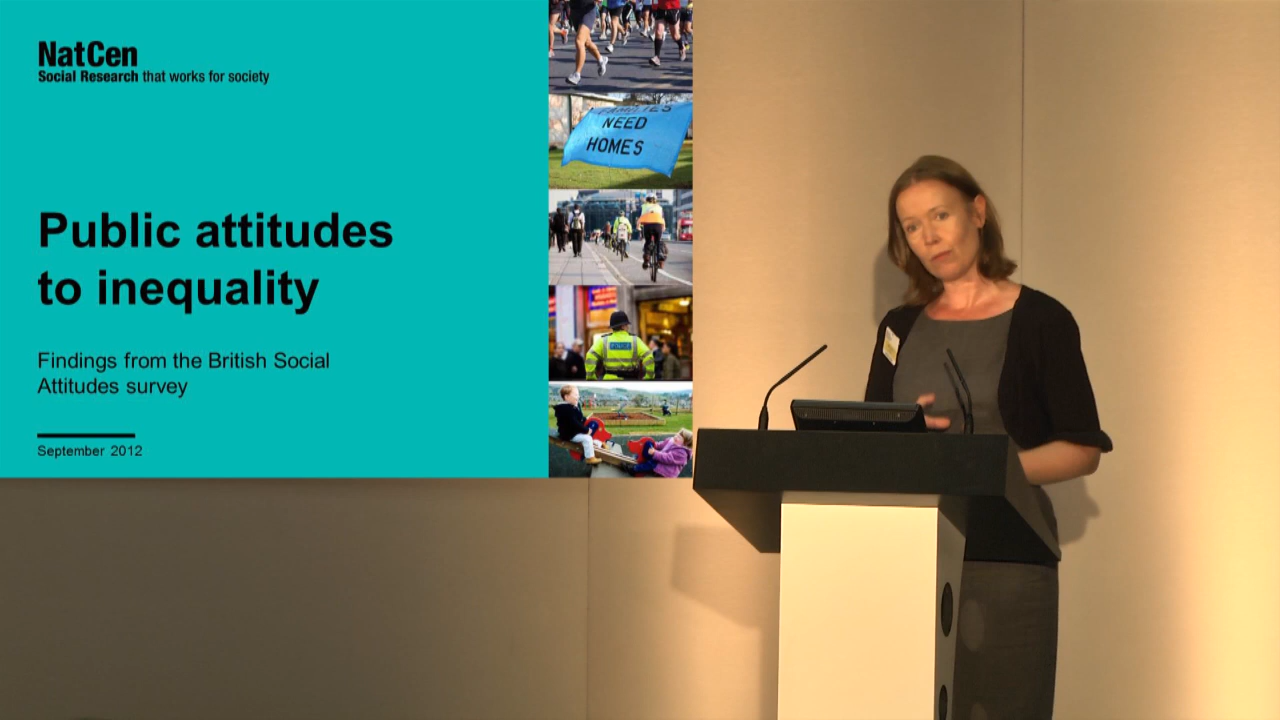 NatCen
Social Research that works for society
Public attitudes
to inequality
Findings from the British Social
Attitudes survey
September 2012
FAMILIES
NEED
HOMES